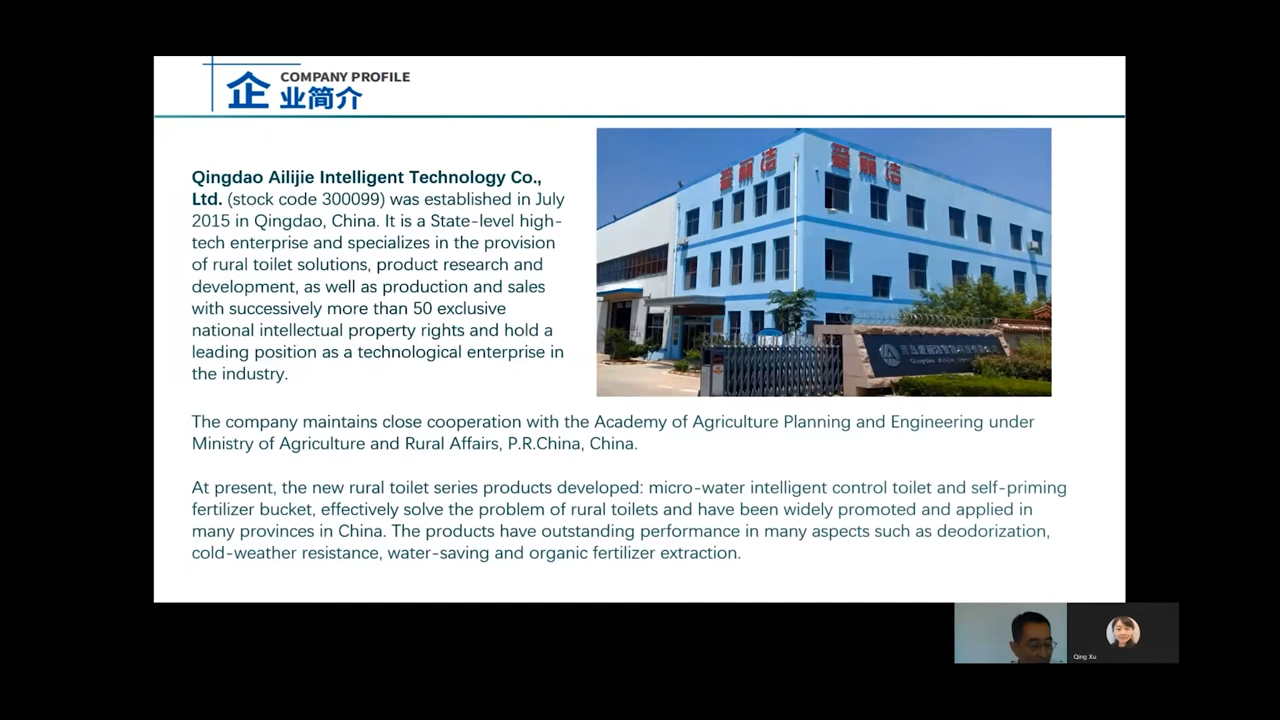 COMPANY PROFILE
企业简介
Qingdao Ailijie Intelligent Technology Co.,
Ltd. (stock code 300099) was established in July
2015 in Qingdao, China. It is a State-level high-
tech enterprise and specializes in the provision
of rural toilet solutions, product research and
development, as well as production and sales
with successively more than 50 exclusive
national intellectual property rights and hold a
leading position as a technological enterprise in
the industry.
爱丽洁
爱丽洁
Qingdao Ailijie
The company maintains close cooperation with the Academy of Agriculture Planning and Engineering under
Ministry of Agriculture and Rural Affairs, P.R.China, China.
At present, the new rural toilet series products developed: micro-water intelligent control toilet and self-priming
fertilizer bucket, effectively solve the problem of rural toilets and have been widely promoted and applied in
many provinces in China. The products have outstanding performance in many aspects such as deodorization,
cold-weather resistance, water-saving and organic fertilizer extraction.
Qing Xu